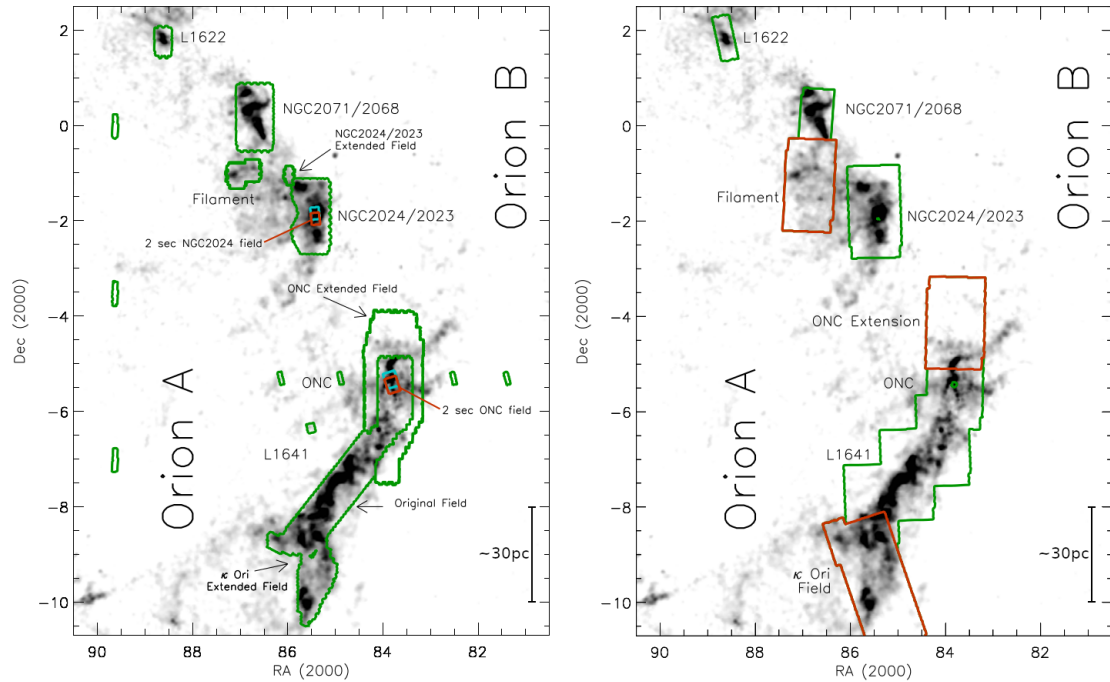 L1622
NGC2071/2068
NGC2024/2023
Extended Field
Filament
NGC2024/2023
2 sec NGC2024 field
Orion B
ONC Extended Field
ONC
2 sec ONC field
L1641
Original Field
Orion A
κ Ori
Extended Field
~30pc
2
0
−2
−4
−6
−8
−10
Dec (2000)
90
88
86
84
82
RA (2000)
L1622
NGC2071/2068
Filament
NGC2024/2023
Orion B
ONC Extension
ONC
L1641
Orion A
κ Ori
Field
~30pc
2
0
−2
−4
−6
−8
−10
Dec (2000)
90
88
86
84
82
RA (2000)